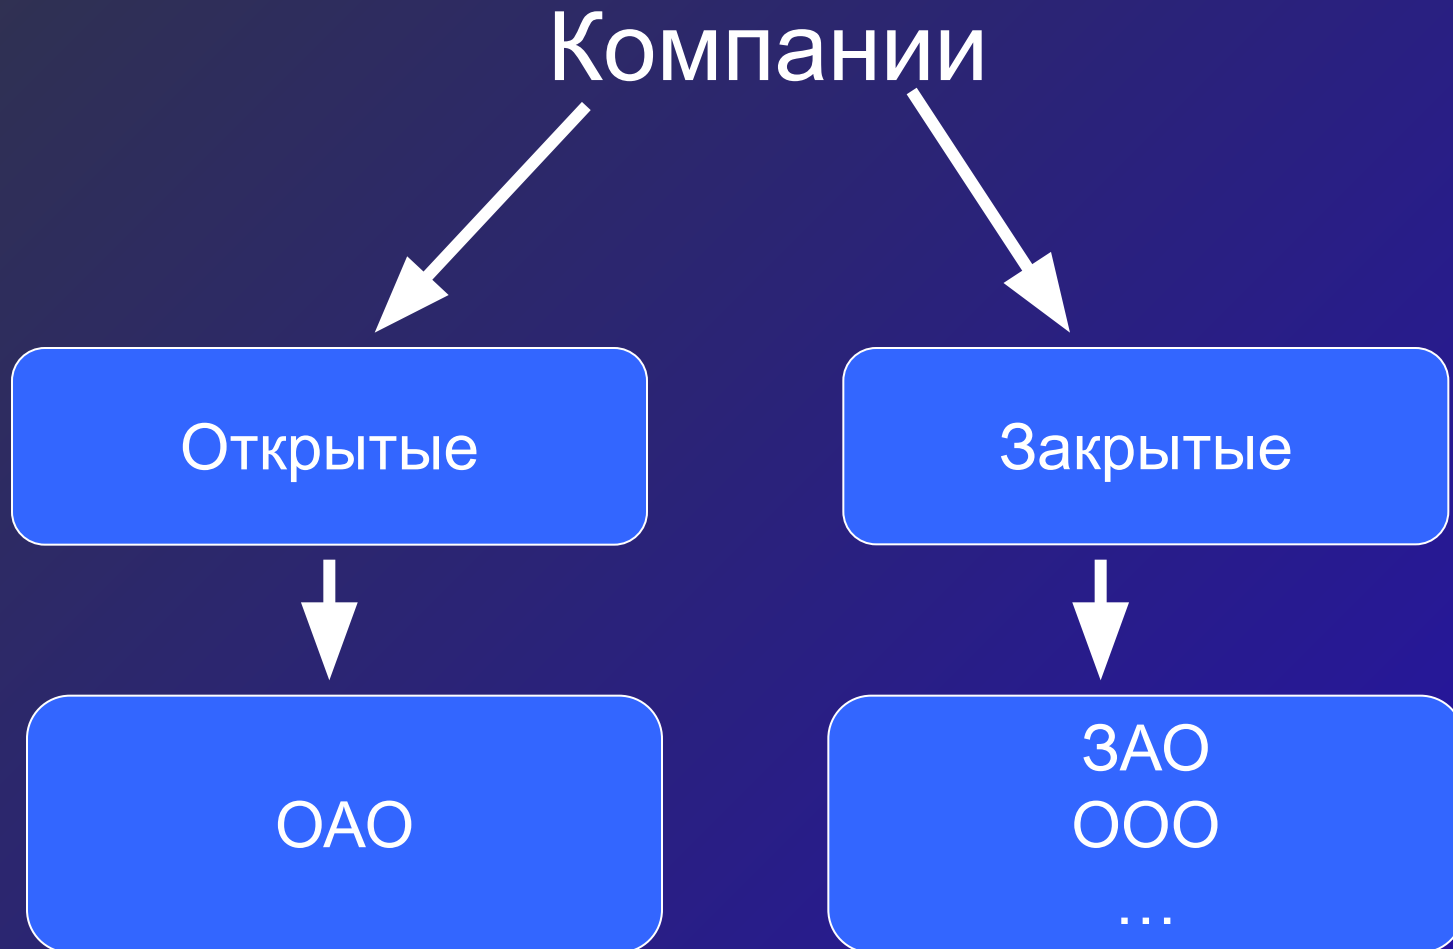 Компании
Открытые
Закрытые
ОАО
ЗАО
ООО
…